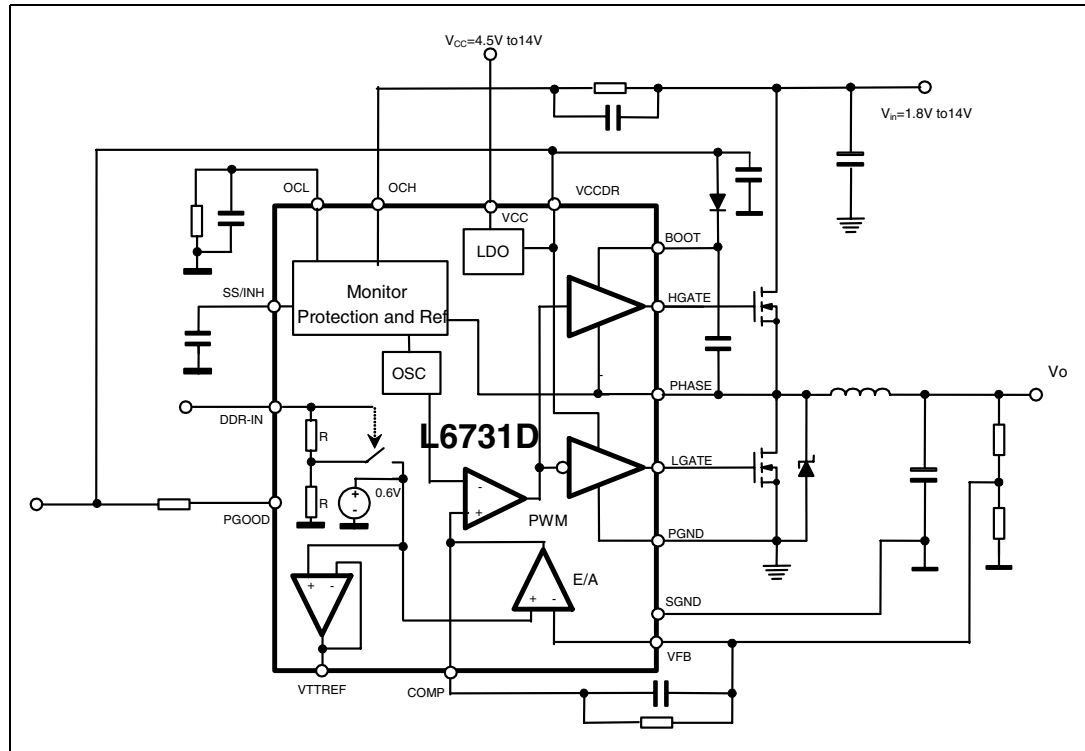 VCC=4.5V to14V
Vin=1.8V to14V
OCL
OCH
VCC
VCCDR
LDO
BOOT
SS/INH
Monitor
Protection and Ref
HGATE
OSC
-
PHASE
Vo
DDR-IN
R
L6731D
LGATE
-
+
0.6V
+
-
R
PWM
PGOOD
PGND
E/A
+ -
+ -
SGND
VFB
VTTREF
COMP